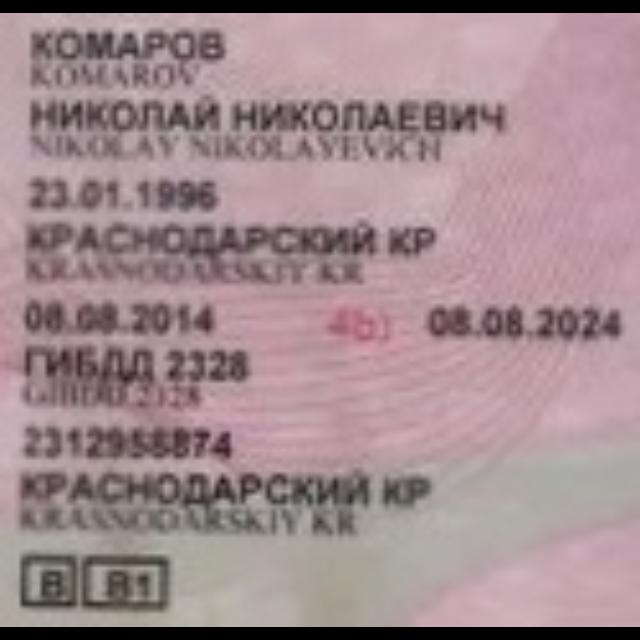 КОМАРОВ
KOMAROV
НИКОЛАЙ НИКОЛАЕВИЧ
NIKOLAY NIKOLAYEVICH
23.01.1996
КРАСНОДАРСКИЙ КР
KRASNODARSKIY KR
08.08.2014 4b) 08.08.2024
ГИБДД 2328
GIBDD 2328
2312956874
КРАСНОДАРСКИЙ КР
KRASNODARSKIY KR
B B1